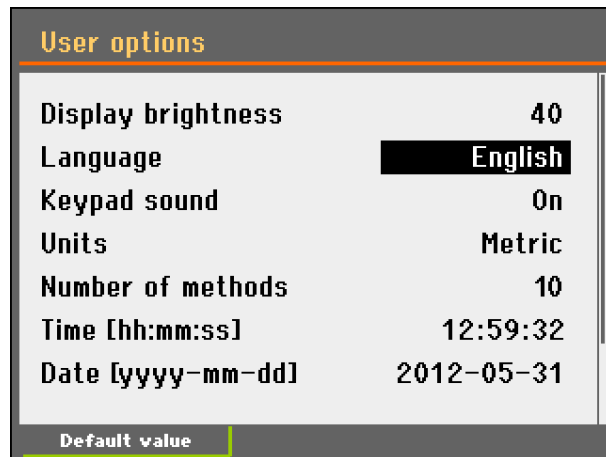 User options
Display brightness 40
Language English
Keypad sound On
Units Metric
Number of methods 10
Time [hh:mm:ss] 12:59:32
Date [yyyy-mm-dd] 2012-05-31
Default value